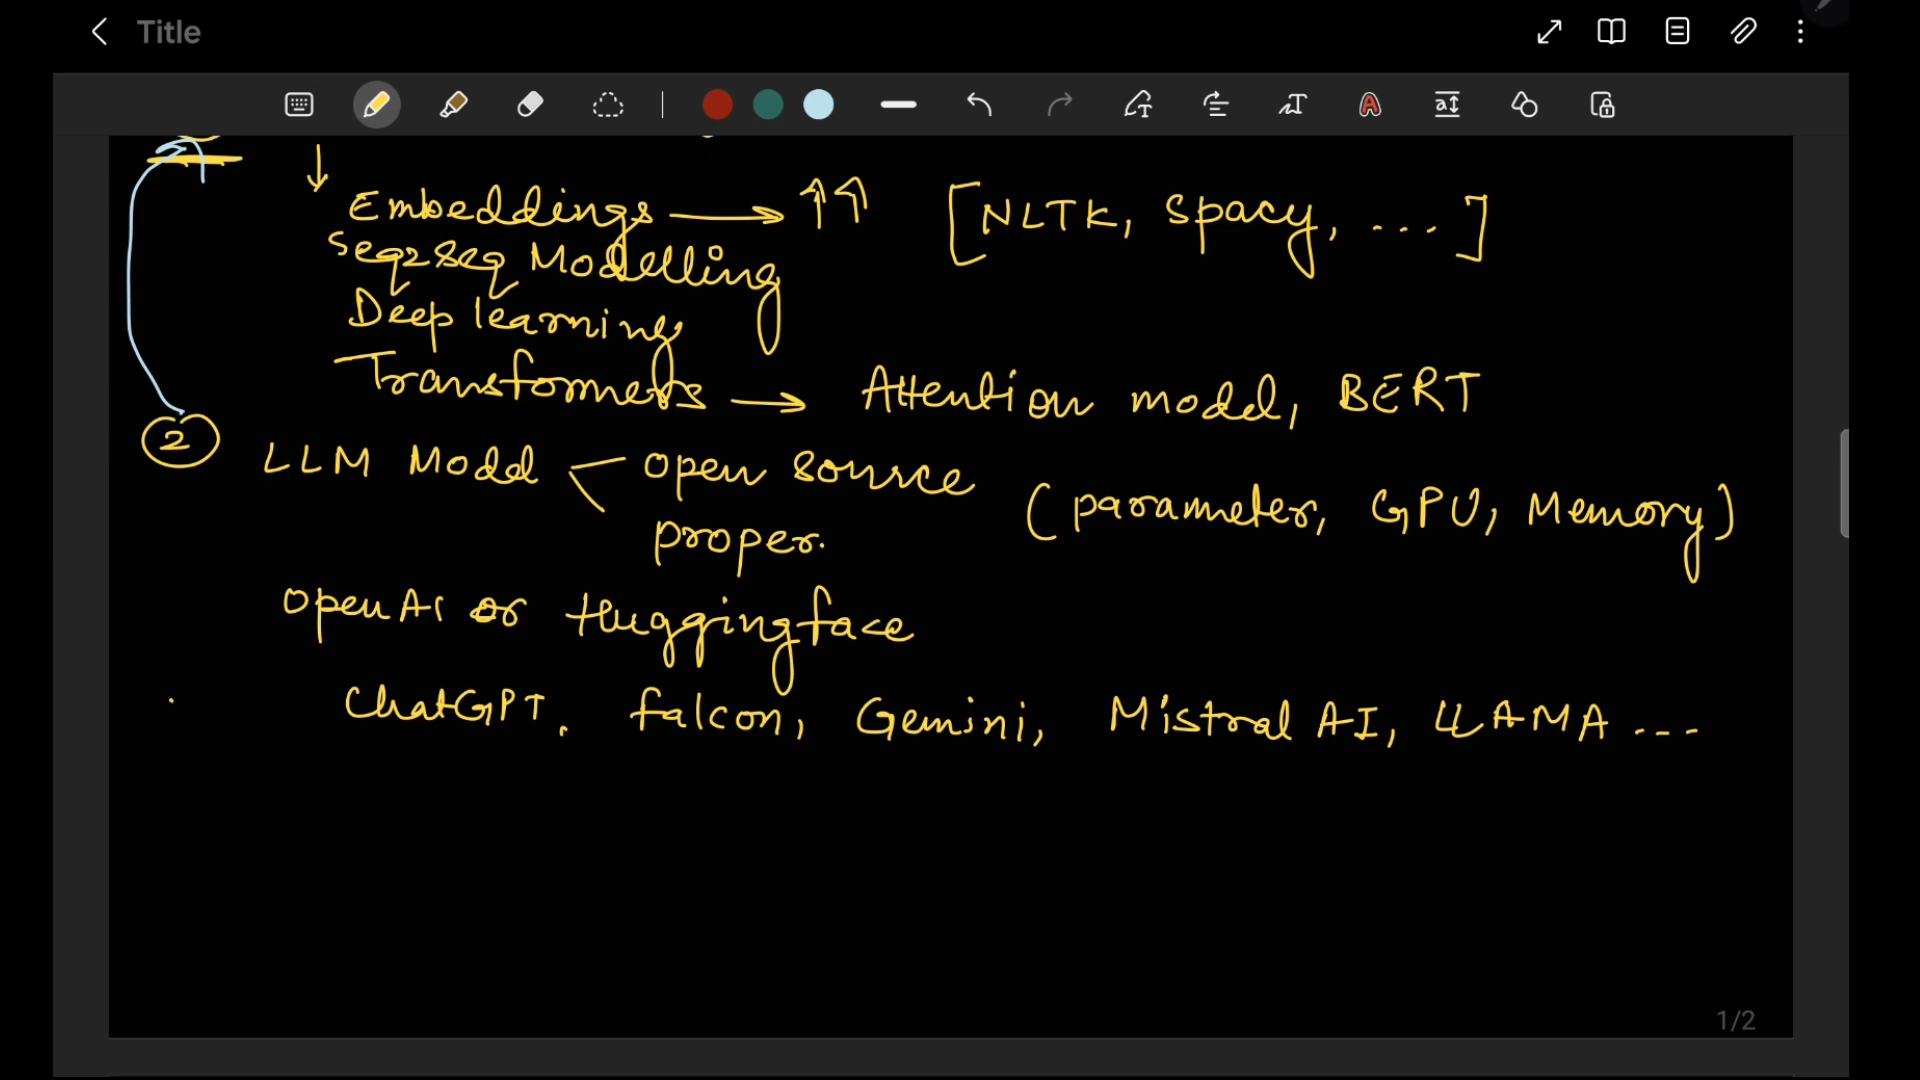 Title
Embeddings → ↑↑ [NLTK, spacy, ...]
Seq2Seq Modelling
Deep learning
Transformers → Attention model, BERT
2 LLM Model < open source
(parameter, GPU, Memory)
proper.
OpenAI or Huggingface
ChatGPT. falcon, Gemini, Mistral AI, LLAMA ---
1/2